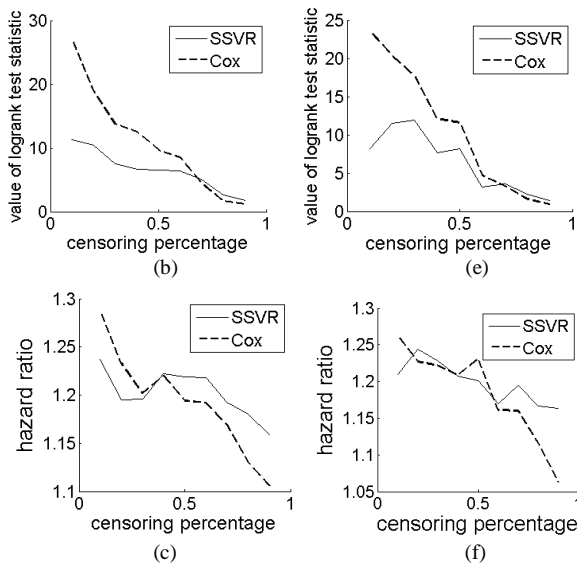 value of logrank test statistic
30
20
10
0
0
0.5
1
SSVR
Cox
censoring percentage
(b)
value of logrank test statistic
25
20
15
10
5
0
0
0.5
1
SSVR
Cox
censoring percentage
(e)
hazard ratio
1.3
1.25
1.2
1.15
1.1
0
0.5
1
SSVR
Cox
censoring percentage
(c)
hazard ratio
1.3
1.25
1.2
1.15
1.1
1.05
0
0.5
1
SSVR
Cox
censoring percentage
(f)